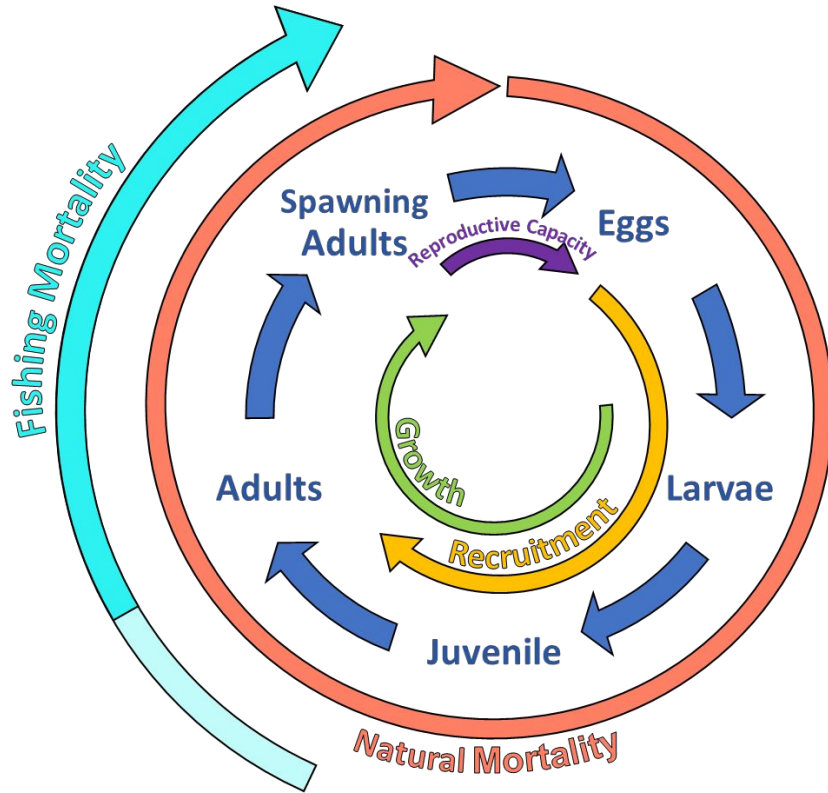 Fishing Mortality
Spawning
Adults
Reproductive Capacity
Eggs
Growth
Adults
Larvae
Recruitment
Juvenile
Natural Mortality